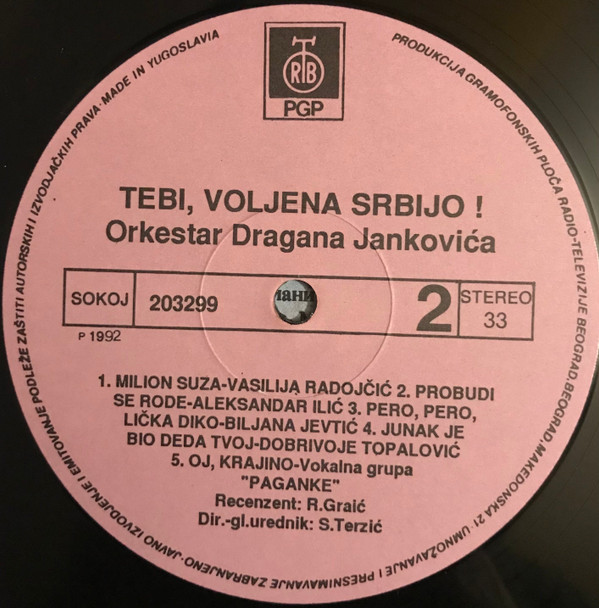 RTB
PGP
PRODUKCIJA GRAMOFONSKIH PLOČA RADIO-TELEVIZIJE BEOGRAD, BEOGRAD, MAKEDONSKA 21 · UMNOŽAVANJE I PRESNIMAVANJE ZABRANJENO · JAVNO IZVODJENJE I EMITOVANJE PODLEŽE ZAŠTITI AUTORSKIH I IZVODJAČKIH PRAVA · MADE IN YUGOSLAVIA
TEBI, VOLJENA SRBIJO !
Orkestar Dragana Jankovića
SOKOJ 203299 2 STEREO
33
P 1992
1. MILION SUZA-VASILIJA RADOJČIĆ 2. PROBUDI
SE RODE-ALEKSANDAR ILIĆ 3. PERO, PERO,
LIČKA DIKO-BILJANA JEVTIĆ 4. JUNAK JE
BIO DEDA TVOJ-DOBRIVOJE TOPALOVIĆ
5. OJ, KRAJINO-Vokalna grupa
"PAGANKE"
Recenzent: R.Graić
Dir.-gl.urednik: S.Terzić